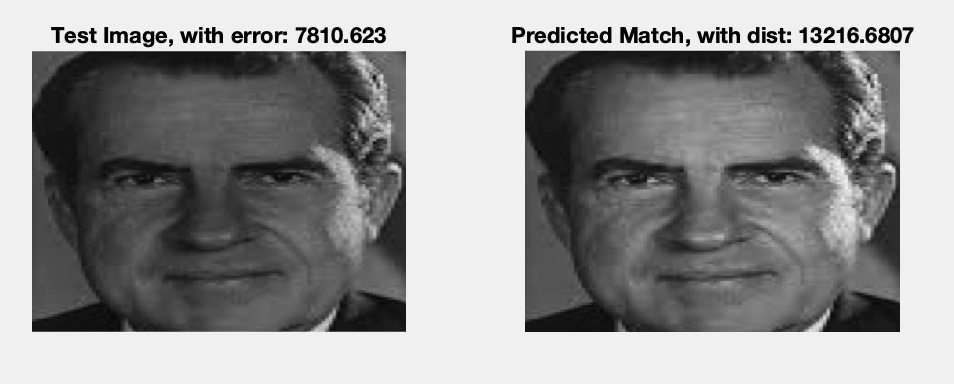 Test Image, with error: 7810.623
Predicted Match, with dist: 13216.6807